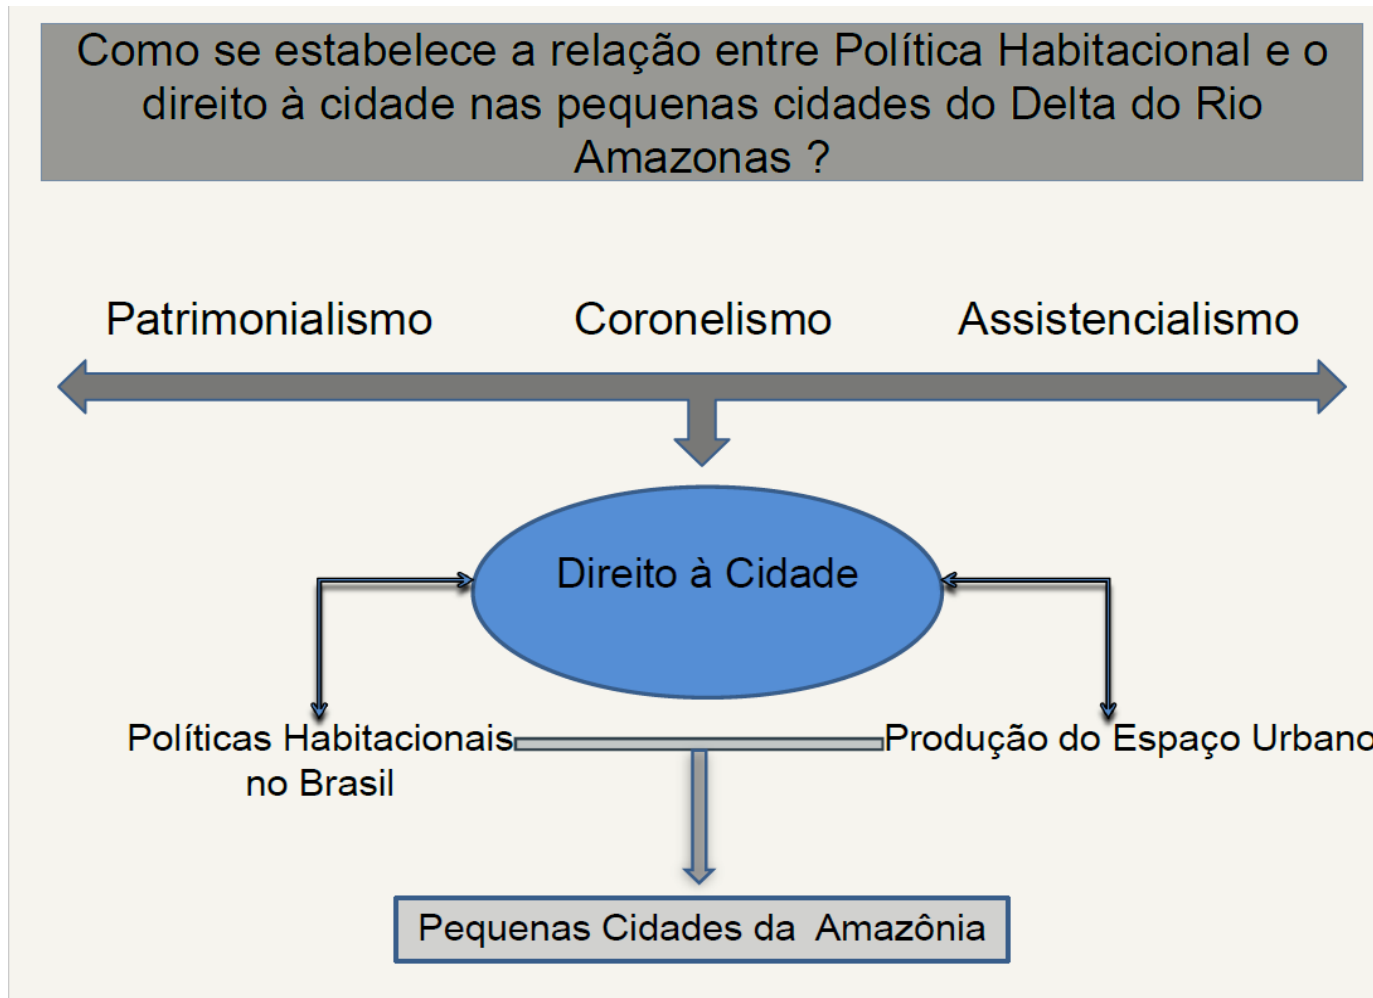 Como se estabelece a relação entre Política Habitacional e o
direito à cidade nas pequenas cidades do Delta do Rio
Amazonas ?
Patrimonialismo
Coronelismo
Assistencialismo
Direito à Cidade
Políticas Habitacionais
no Brasil
Produção do Espaço Urbano
Pequenas Cidades da  Amazônia